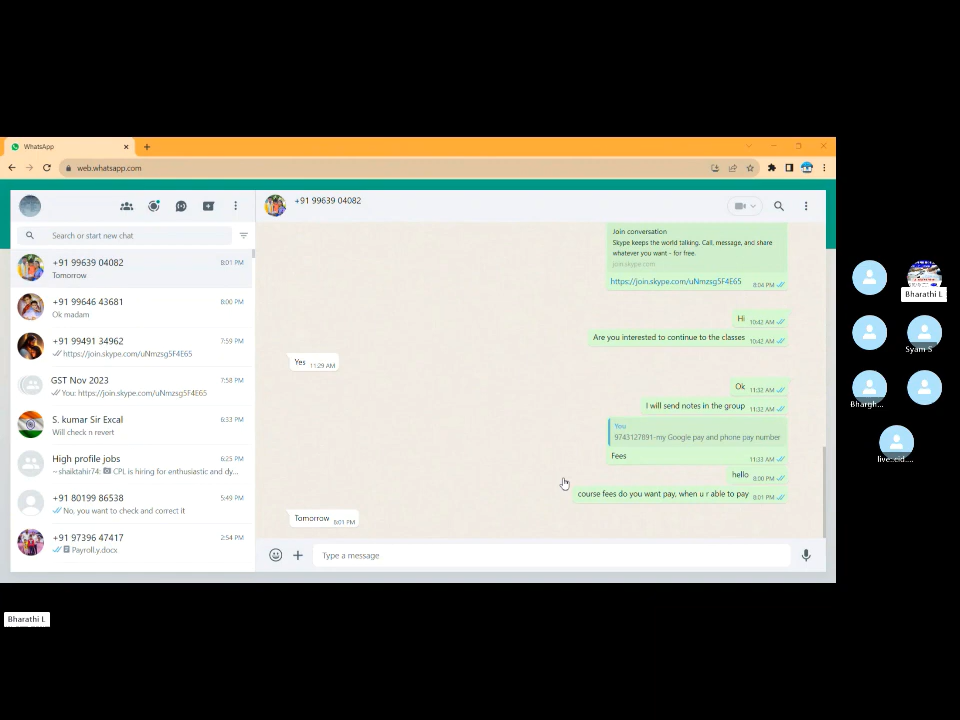 WhatsApp
web.whatsapp.com
+91 99639 04082
Search or start new chat
+91 99639 04082
8:01 PM
Tomorrow
+91 99646 43681
8:00 PM
Ok madam
+91 99491 34962
7:59 PM
https://join.skype.com/uNmzsg5F4E65
GST Nov 2023
7:58 PM
You: https://join.skype.com/uNmzsg5F4E65
S. kumar Sir Excal
6:33 PM
Will check n revert
High profile jobs
6:25 PM
~shaiktahir74: CPL is hiring for enthusiastic and dy...
+91 80199 86538
5:49 PM
No, you want to check and correct it
+91 97396 47417
2:54 PM
Payroll.y.docx
Join conversation
Skype keeps the world talking. Call, message, and share
whatever you want - for free.
join.skype.com
https://join.skype.com/uNmzsg5F4E65 8:04 PM
Hi 10:42 AM
Are you interested to continue to the classes 10:42 AM
Yes 11:29 AM
Ok 11:32 AM
I will send notes in the group 11:32 AM
You
9743127891-my Google pay and phone pay number
Fees 11:33 AM
hello 8:00 PM
course fees do you want pay, when u r able to pay 8:01 PM
Tomorrow 8:01 PM
Type a message
Bharathi L
Syam S
Bhargh...
live:.cid....
Bharathi L